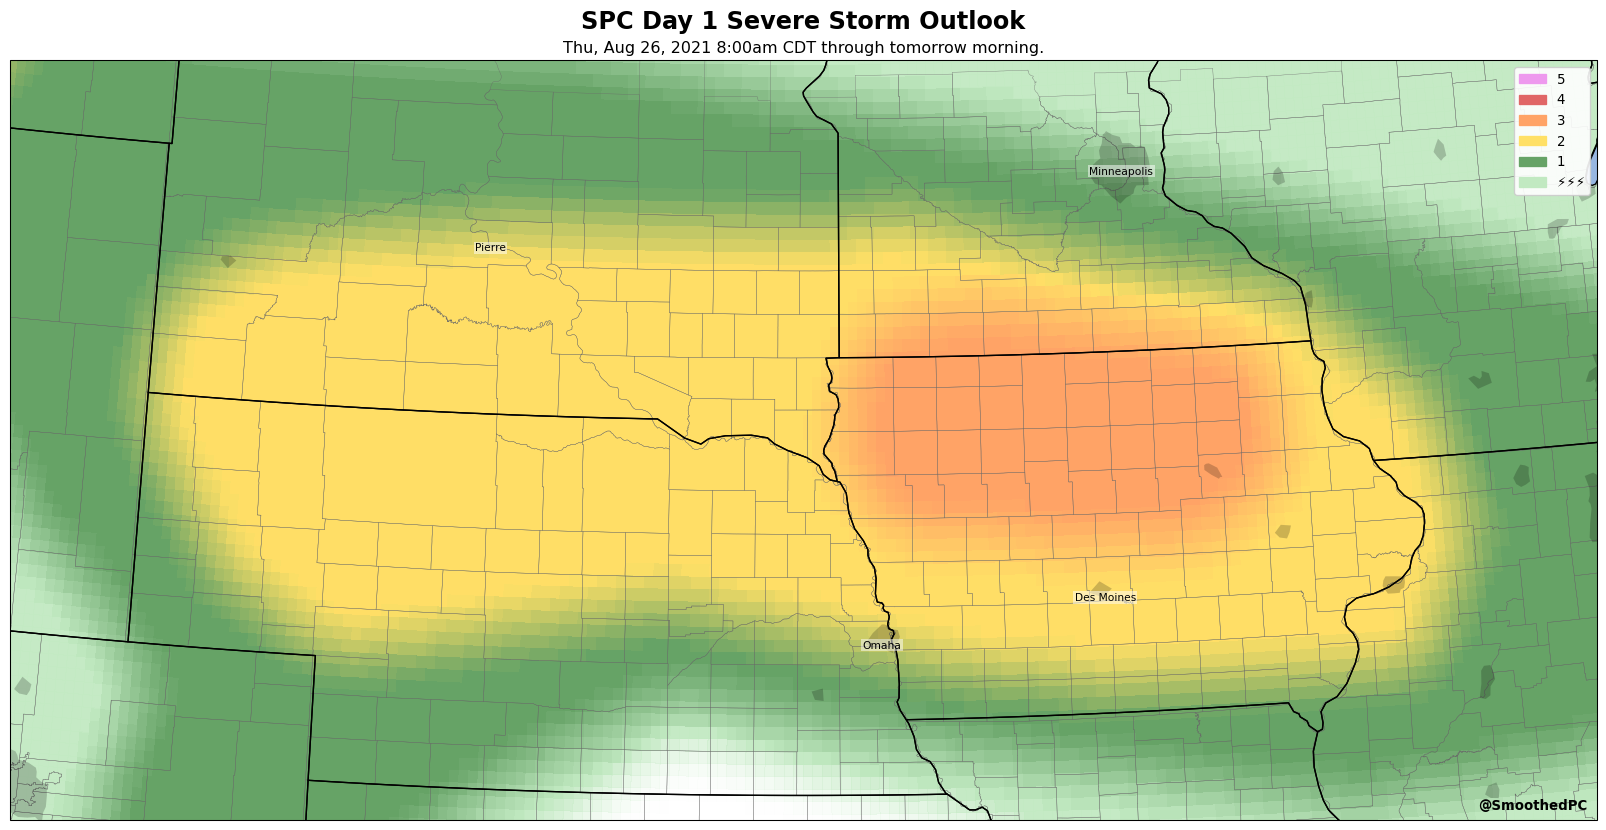 SPC Day 1 Severe Storm Outlook
Thu, Aug 26, 2021 8:00am CDT through tomorrow morning.
5
4
3
2
1
⚡⚡⚡
Minneapolis
Pierre
Des Moines
Omaha
@SmoothedPC